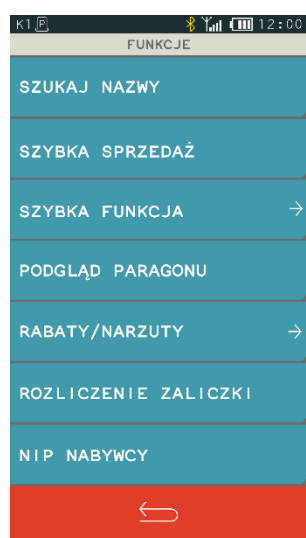 K1 P 12:00
FUNKCJE
SZUKAJ NAZWY
SZYBKA SPRZEDAŻ
SZYBKA FUNKCJA
PODGLĄD PARAGONU
RABATY/NARZUTY
ROZLICZENIE ZALICZKI
NIP NABYWCY